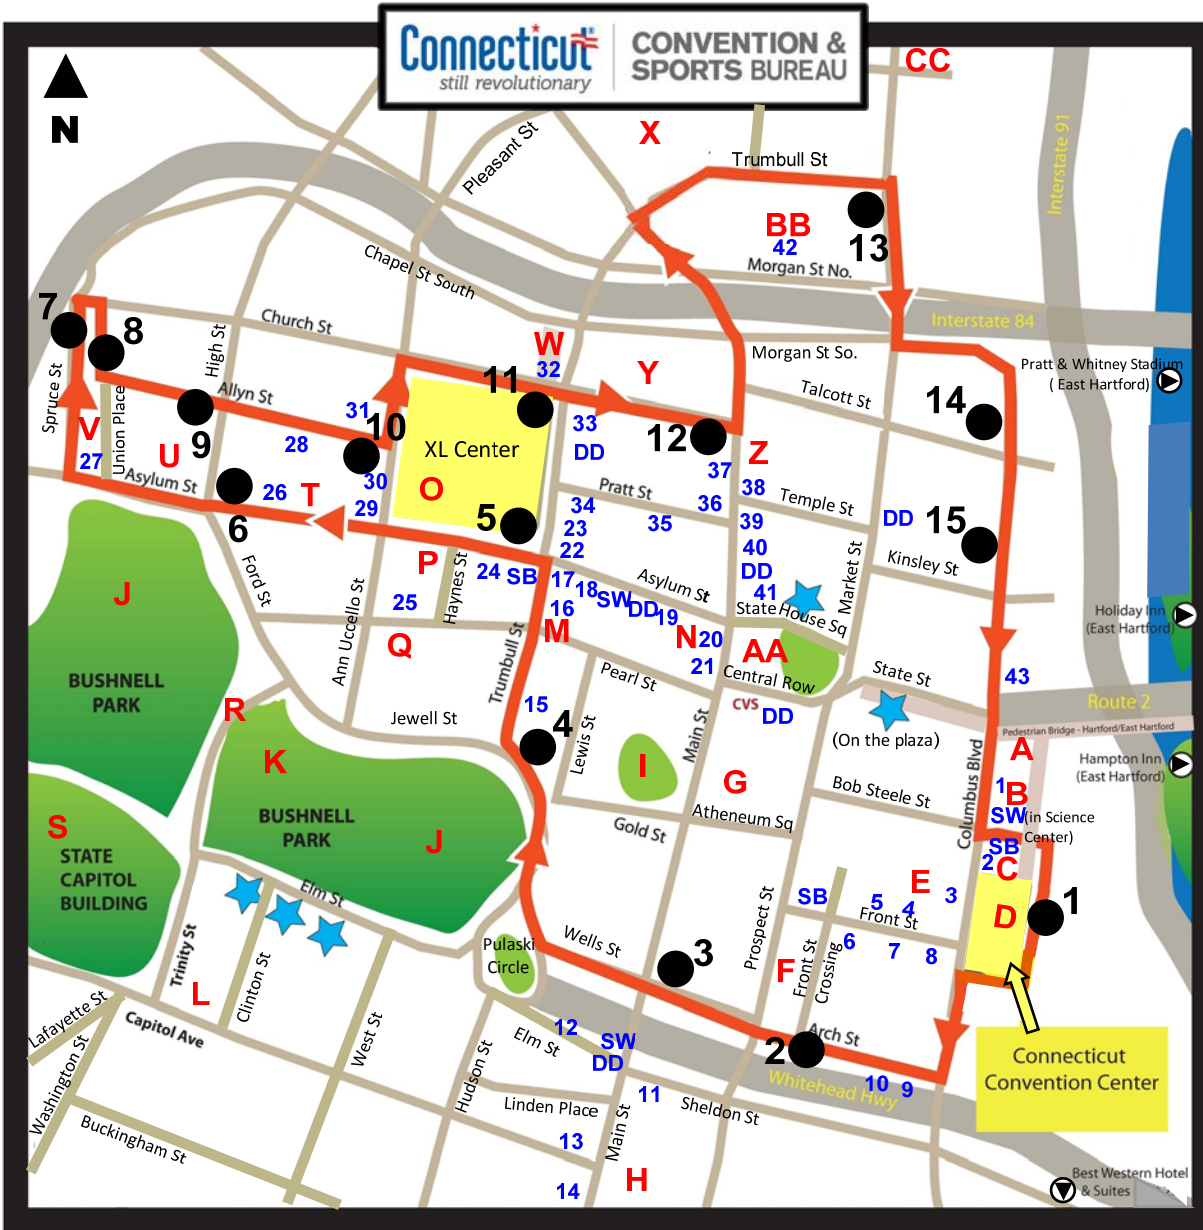 Connecticut
still revolutionary
CONVENTION &
SPORTS BUREAU
CC
N
X
Pleasant St
Trumbull St
Interstate 91
BB
42
13
Morgan St No.
Chapel St South
7
8
Church St
High St
W
32
Y
Interstate 84
Morgan St So.
Pratt & Whitney Stadium
( East Hartford)
Spruce St
Allyn St
31
10
11
33
DD
12
Talcott St
14
V
27
Union Place
U
9
28
XL Center
Z
37
38
Asylum St
26
T
30
29
O
5
6
Pratt St
34
23
22
35
36
39
40
DD
41
Temple St
DD
15
Kinsley St
Market St
J
Ford St
P
Haynes St
24
SB
25
17
18
SW
DD
19
16
M
Asylum St
State House Sq
N
20
21
AA
Central Row
Holiday Inn
(East Hartford)
Ann Uccello St
Q
Trumbull St
Pearl St
State St
43
Route 2
BUSHNELL
PARK
R
Jewell St
15
4
Lewis St
Main St
CVS
DD
(On the plaza)
Pedestrian Bridge - Hartford/East Hartford
A
Hampton Inn
(East Hartford)
K
I
G
Bob Steele St
Columbus Blvd
1
B
SW
(in Science
Center)
S
STATE
CAPITOL
BUILDING
BUSHNELL
PARK
J
Gold St
Atheneum Sq
SB
2
C
Elm St
Prospect St
SB
E
5
4
3
Front St
D
1
Trinity St
Clinton St
Pulaski
Circle
Wells St
3
F
Front St
Crossing
6
7
8
L
Lafayette St
Capitol Ave
West St
12
Elm St
SW
DD
2
Arch St
Connecticut
Convention Center
Washington St
Hudson St
Whitehead Hwy
10
9
11
Linden Place
Main St
Sheldon St
Buckingham St
13
14
H
Best Western Hotel
& Suites